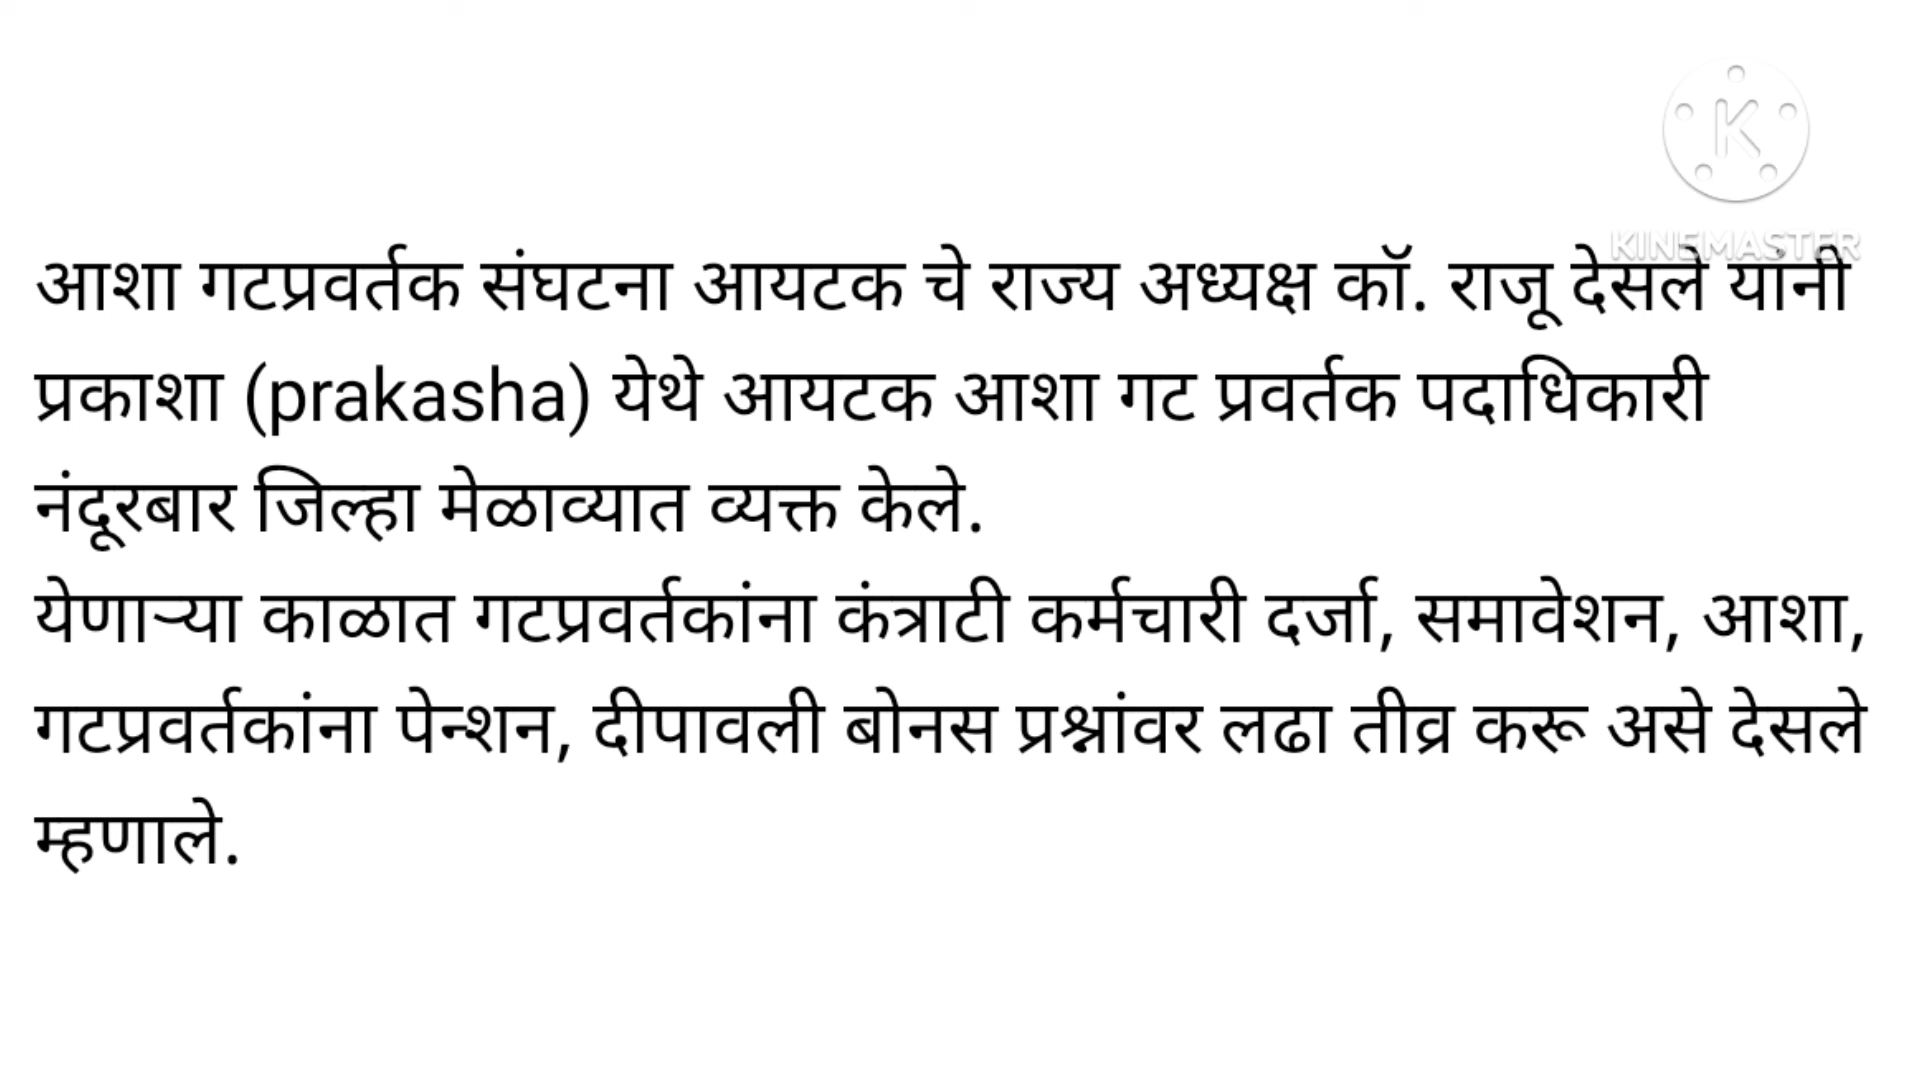 KINEMASTER
आशा गटप्रवर्तक संघटना आयटक चे राज्य अध्यक्ष कॉ. राजू देसले यांनी
प्रकाशा (prakasha) येथे आयटक आशा गट प्रवर्तक पदाधिकारी
नंदूरबार जिल्हा मेळाव्यात व्यक्त केले.
येणाऱ्या काळात गटप्रवर्तकांना कंत्राटी कर्मचारी दर्जा, समावेशन, आशा,
गटप्रवर्तकांना पेन्शन, दीपावली बोनस प्रश्नांवर लढा तीव्र करू असे देसले
म्हणाले.